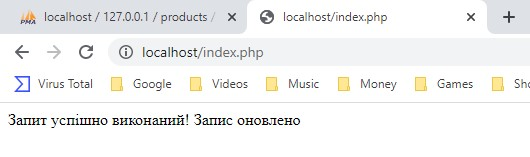 localhost / 127.0.0.1 / products /
localhost/index.php
localhost/index.php
Virus Total Google Videos Music Money Games Sho
Запит успішно виконаний! Запис оновлено